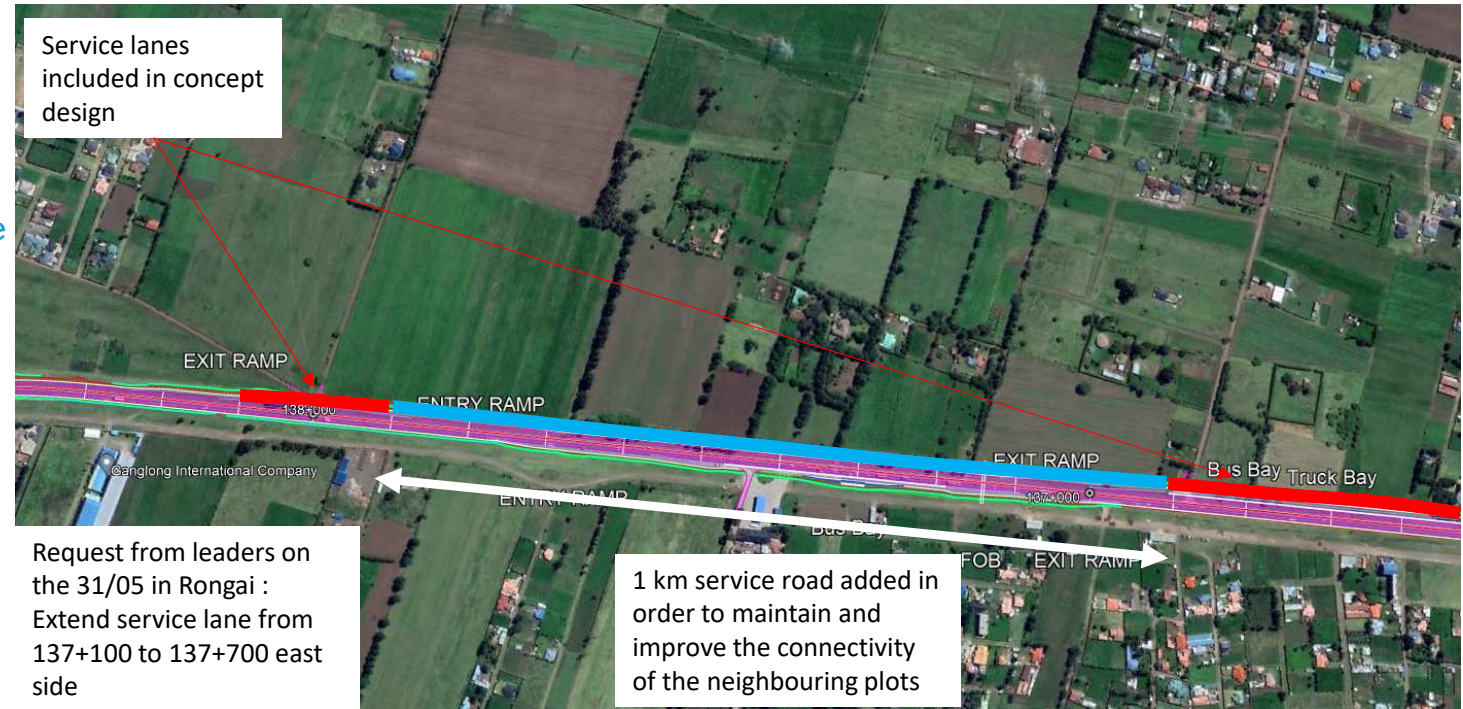 Service lanes
included in concept
design
e
EXIT RAMP
ENTRY RAMP
138+000
EXIT RAMP
Bus Bay
Truck Bay
Ganglong International Company
ENTRY RAMP
137+000
Bus Bay
FOB
EXIT RAMP
Request from leaders on
the 31/05 in Rongai :
Extend service lane from
137+100 to 137+700 east
side
1 km service road added in
order to maintain and
improve the connectivity
of the neighbouring plots